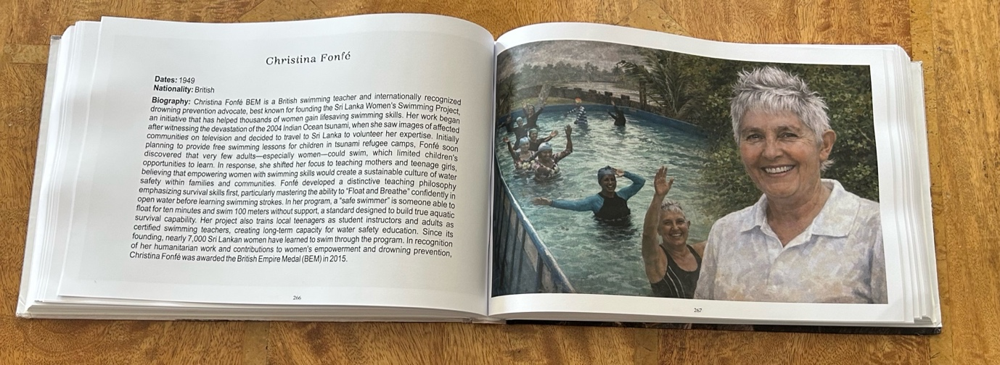 Christina Fonfé
Dates: 1949
Nationality: British
Biography: Christina Fonfé BEM is a British swimming teacher and internationally recognized
drowning prevention advocate, best known for founding the Sri Lanka Women's Swimming Project,
an initiative that has helped thousands of women gain lifesaving swimming skills. Her work began
after witnessing the devastation of the 2004 Indian Ocean tsunami, when she saw images of affected
communities on television and decided to travel to Sri Lanka to volunteer her expertise. Initially
planning to provide free swimming lessons for children in tsunami refugee camps, Fonfé soon
discovered that very few adults—especially women—could swim, which limited children's
opportunities to learn. In response, she shifted her focus to teaching mothers and teenage girls,
believing that empowering women with swimming skills would create a sustainable culture of water
safety within families and communities. Fonfé developed a distinctive teaching philosophy
emphasizing survival skills first, particularly mastering the ability to “Float and Breathe” confidently in
open water before learning swimming strokes. In her program, a “safe swimmer” is someone able to
float for ten minutes and swim 100 meters without support, a standard designed to build true aquatic
survival capability. Her project also trains local teenagers as student instructors and adults as
certified swimming teachers, creating long-term capacity for water safety education. Since its
founding, nearly 7,000 Sri Lankan women have learned to swim through the program. In recognition
of her humanitarian work and contributions to women's empowerment and drowning prevention,
Christina Fonfé was awarded the British Empire Medal (BEM) in 2015.
266
267